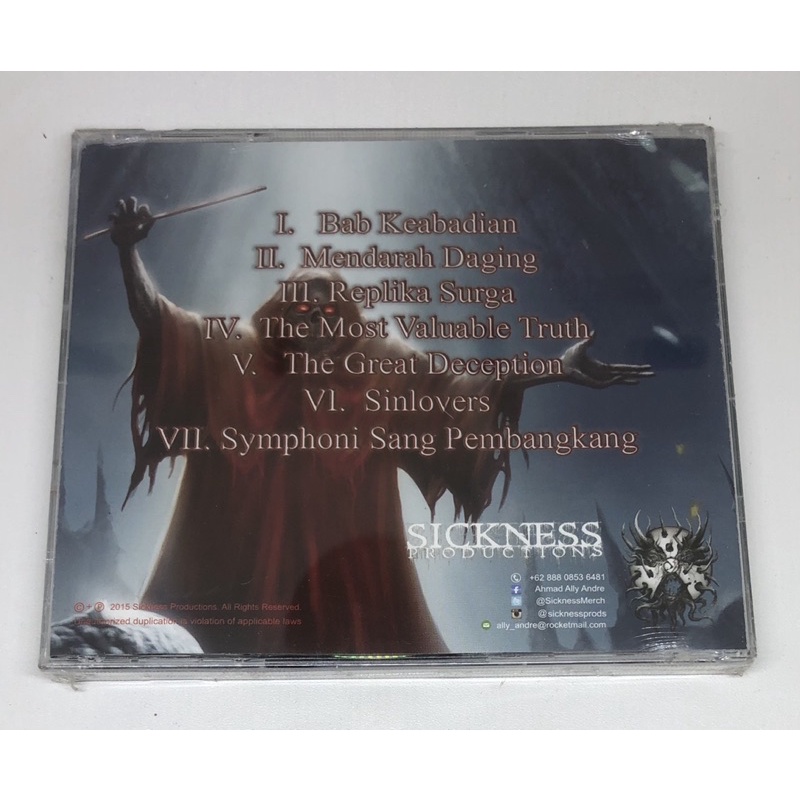 I. Bab Keabadian
II. Mendarah Daging
III. Replika Surga
IV. The Most Valuable Truth
V. The Great Deception
VI. Sinlovers
VII. Symphoni Sang Pembangkang
SICKNESS
PRODUCTIONS
+62 888 0853 6481
Ahmad Ally Andre
@SicknessMerch
@sicknessprods
ally_andre@rocketmail.com
© + ℗ 2015 Sickness Productions. All Rights Reserved.
Unauthorized duplication is violation of applicable laws